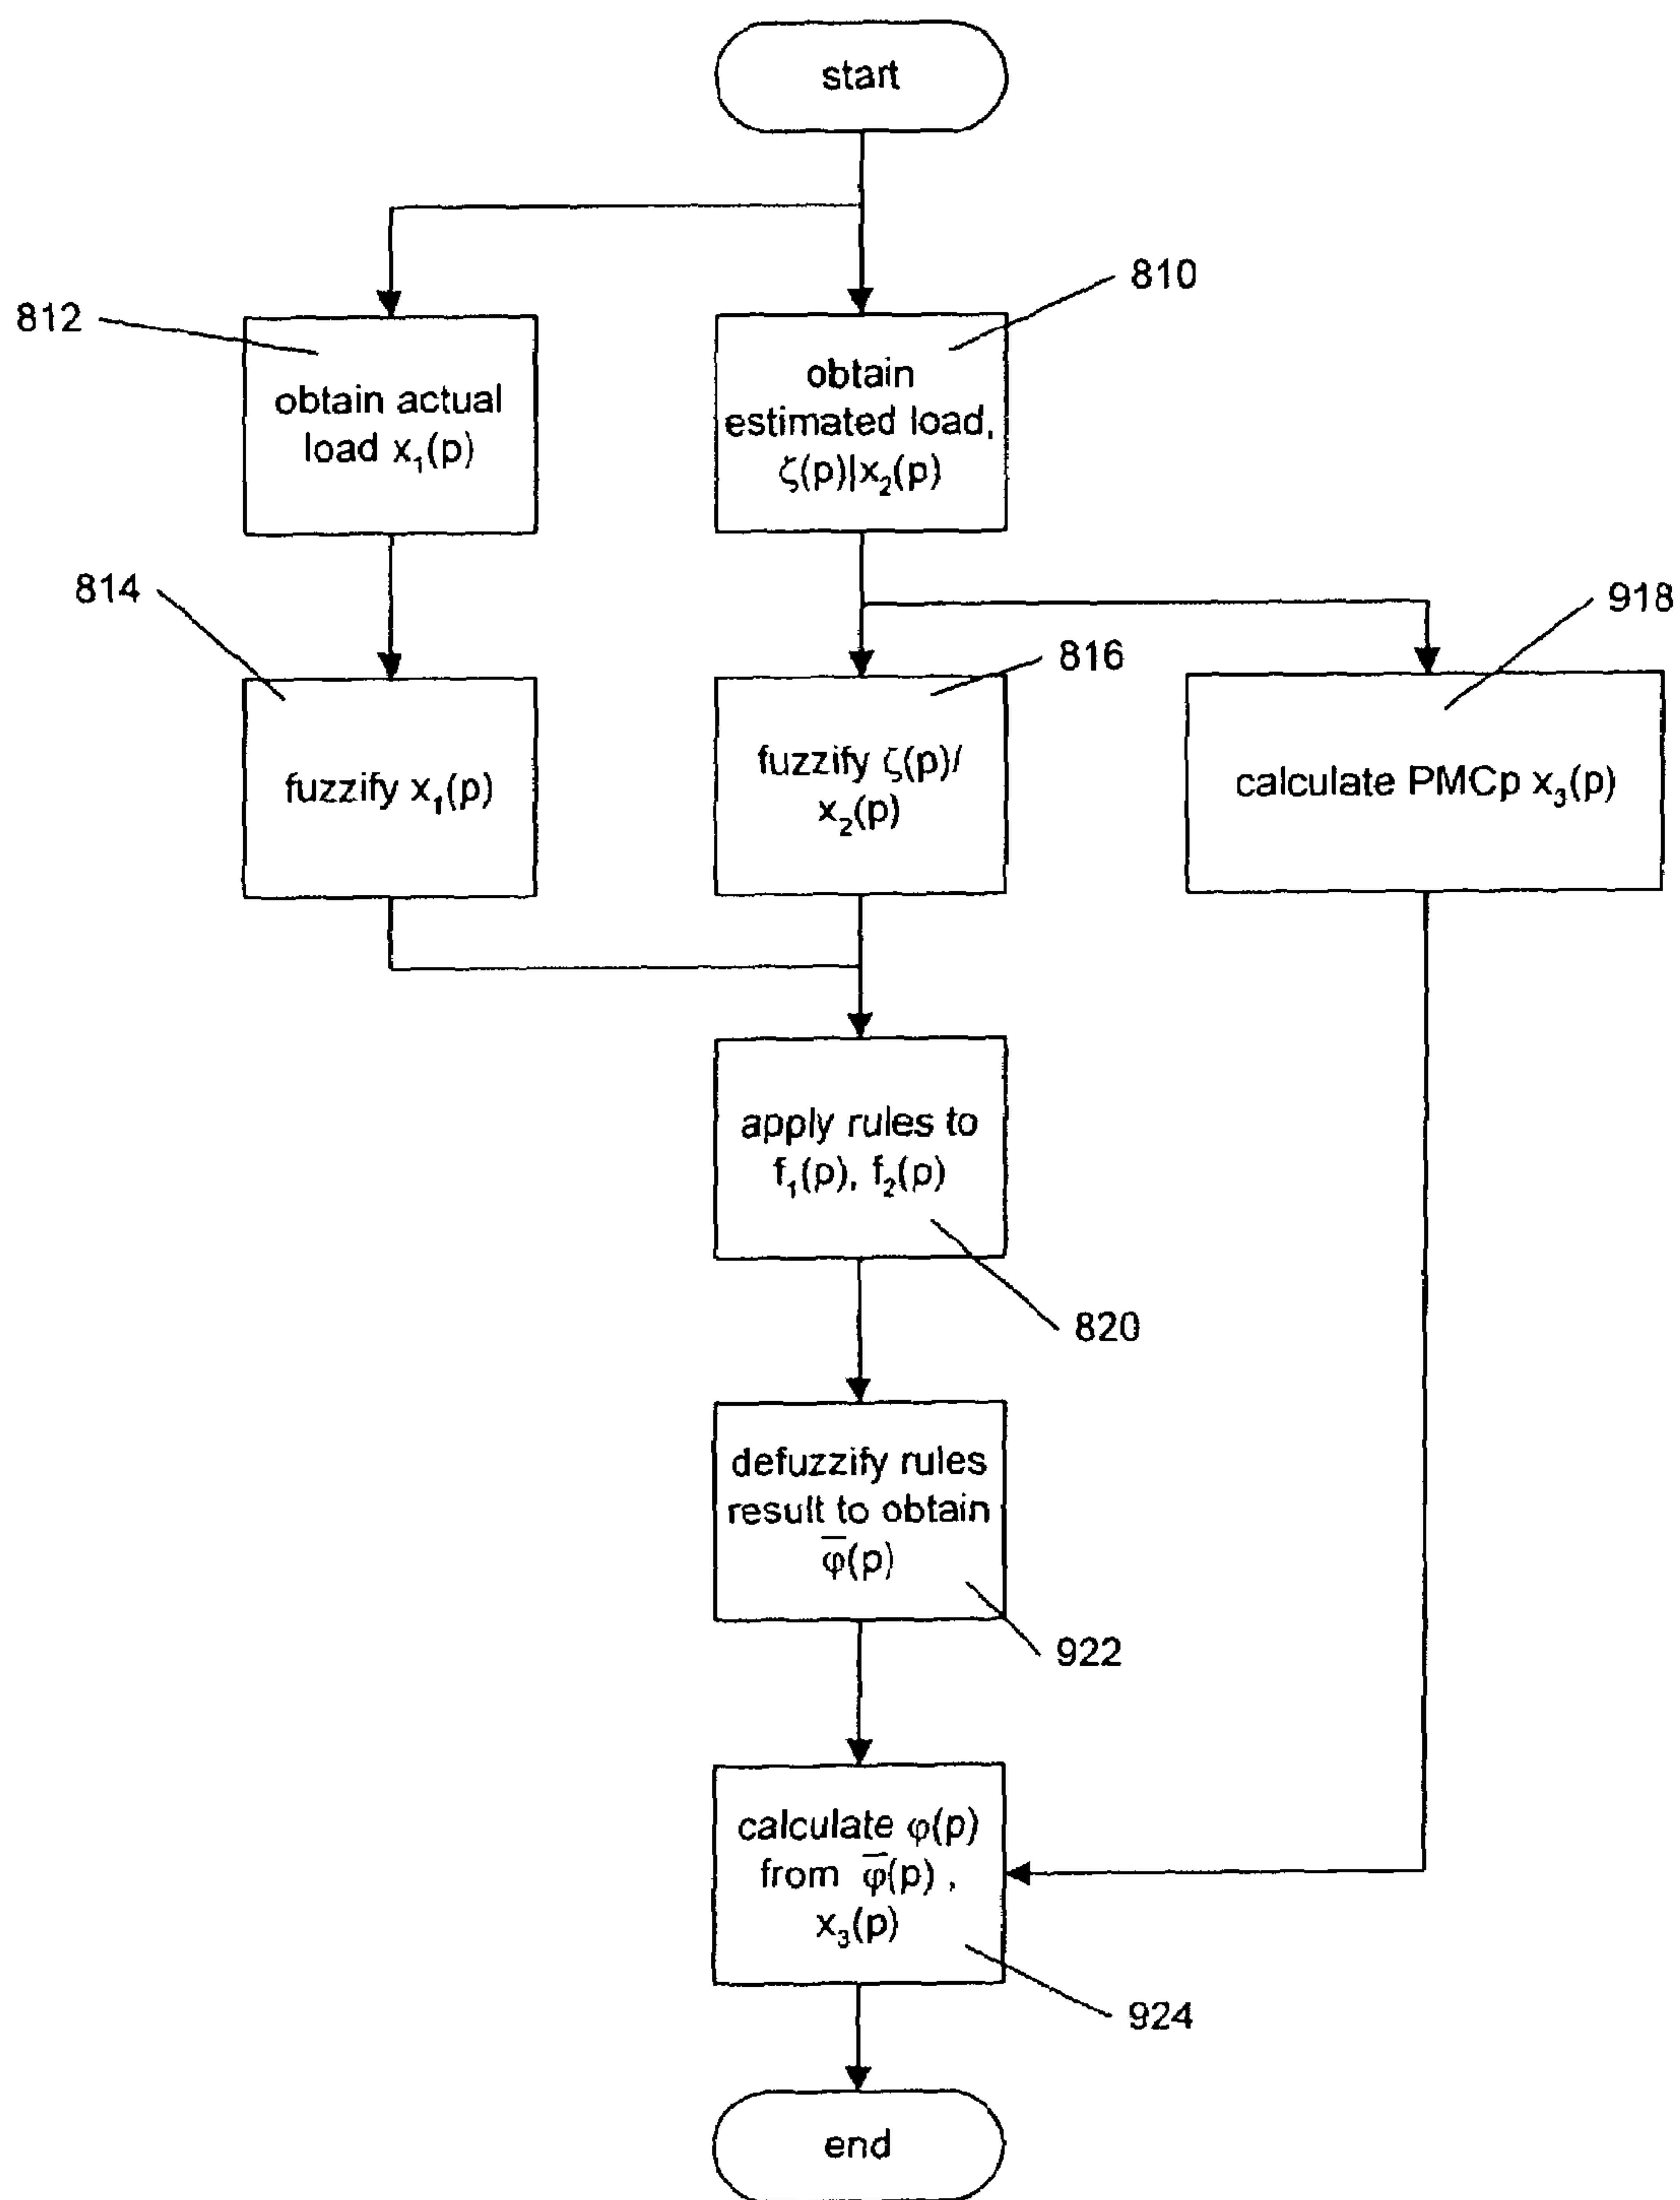 start
810
812
obtain actual
load x₁(p)
obtain
estimated load,
ζ(p)|x₂(p)
814
816
918
fuzzify x₁(p)
fuzzify ζ(p)/
x₂(p)
calculate PMCp x₃(p)
apply rules to
f₁(p), f₂(p)
820
defuzzify rules
result to obtain
φ̅(p)
922
calculate φ(p)
from φ̅(p) ,
x₃(p)
924
end